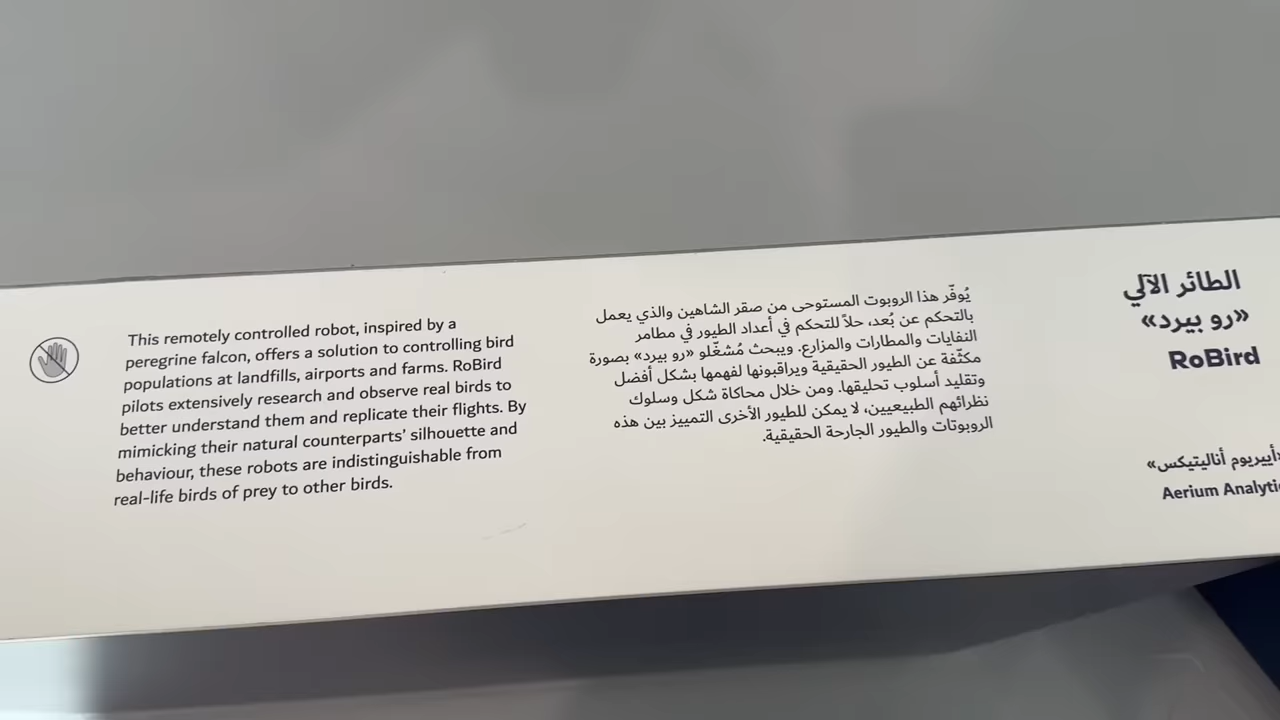 الطائر الآلي
«رو بيرد»
RoBird
«أييريوم أناليتيكس»
Aerium
يُوفّر هذا الروبوت المستوحى من صقر الشاهين والذي يعمل
بالتحكم عن بُعد، حلاً للتحكم في أعداد الطيور في مطامر
النفايات والمطارات والمزارع. ويبحث مُشغّلو «رو بيرد» بصورة
مكثّفة عن الطيور الحقيقية ويراقبونها لفهمها بشكل أفضل
وتقليد أسلوب تحليقها. ومن خلال محاكاة شكل وسلوك
نظرائهم الطبيعيين، لا يمكن للطيور الأخرى التمييز بين هذه
الروبوتات والطيور الجارحة الحقيقية.
This remotely controlled robot, inspired by a
peregrine falcon, offers a solution to controlling bird
populations at landfills, airports and farms. RoBird
pilots extensively research and observe real birds to
better understand them and replicate their flights. By
mimicking their natural counterparts' silhouette and
behaviour, these robots are indistinguishable from
real-life birds of prey to other birds.